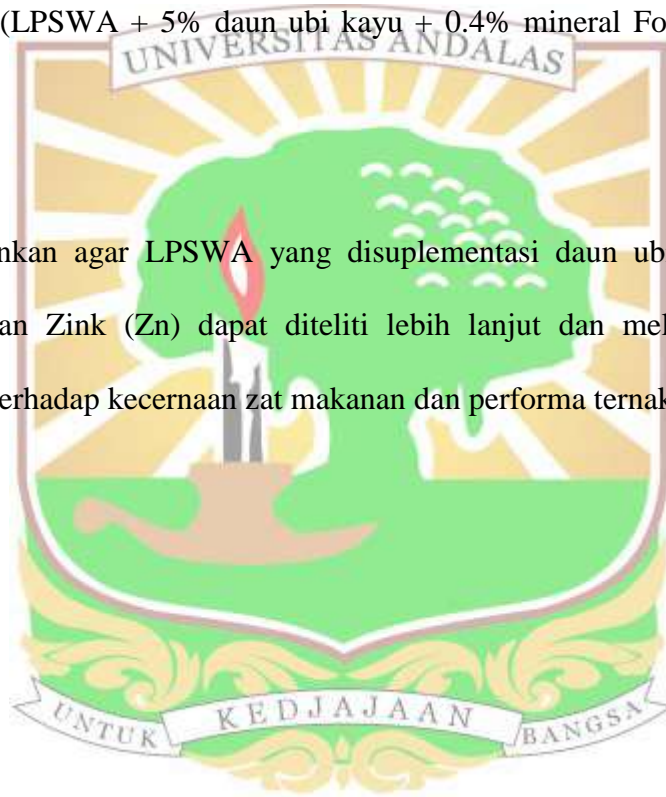 (LPSWA + 5% daun ubi kayu + 0.4% mineral Fo
UNIVERSITAS ANDALAS
nkan agar LPSWA yang disuplementasi daun ub
an Zink (Zn) dapat diteliti lebih lanjut dan mel
erhadap kecernaan zat makanan dan performa ternak
UNTUK KEDJAJAAN BANGSA